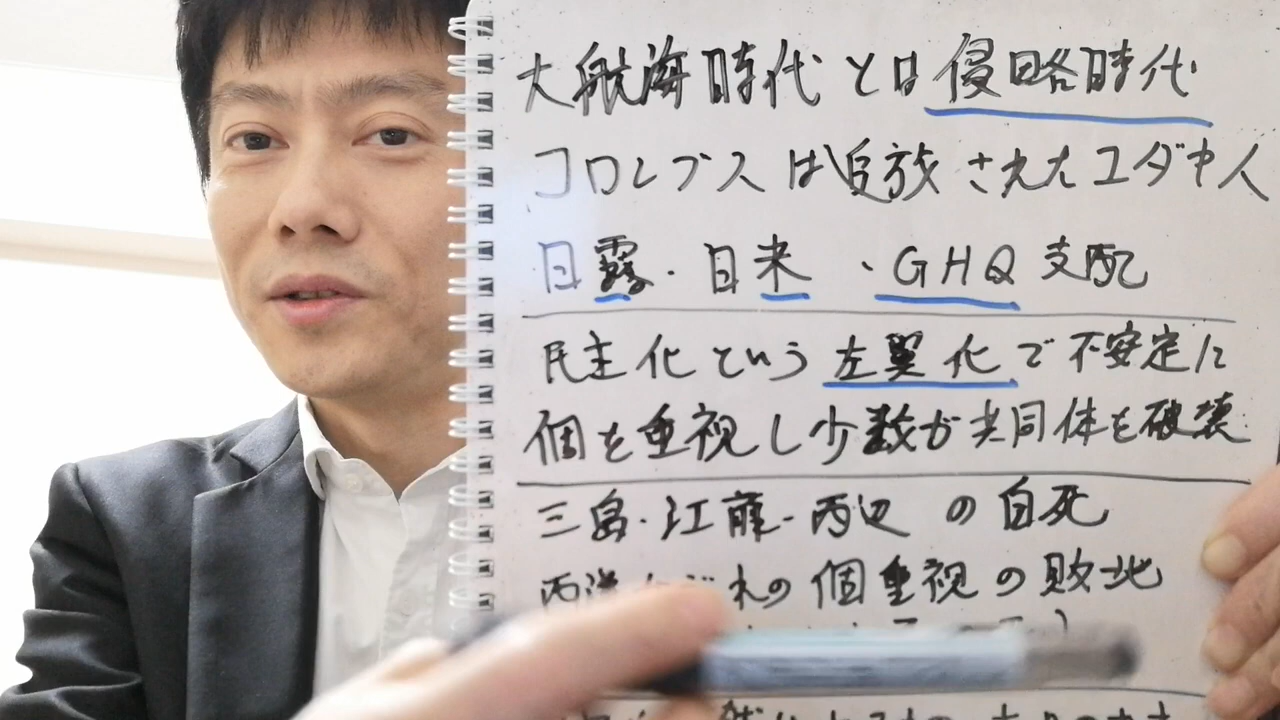 大航海時代とは侵略時代
コロンブスは追放されたユダヤ人
日露・日米・GHQ支配
民主化という左翼化で不安定に
個を重視し少数が共同体を破壊
三島・江藤・西辺の自死
西洋かぶれの個重視の敗北